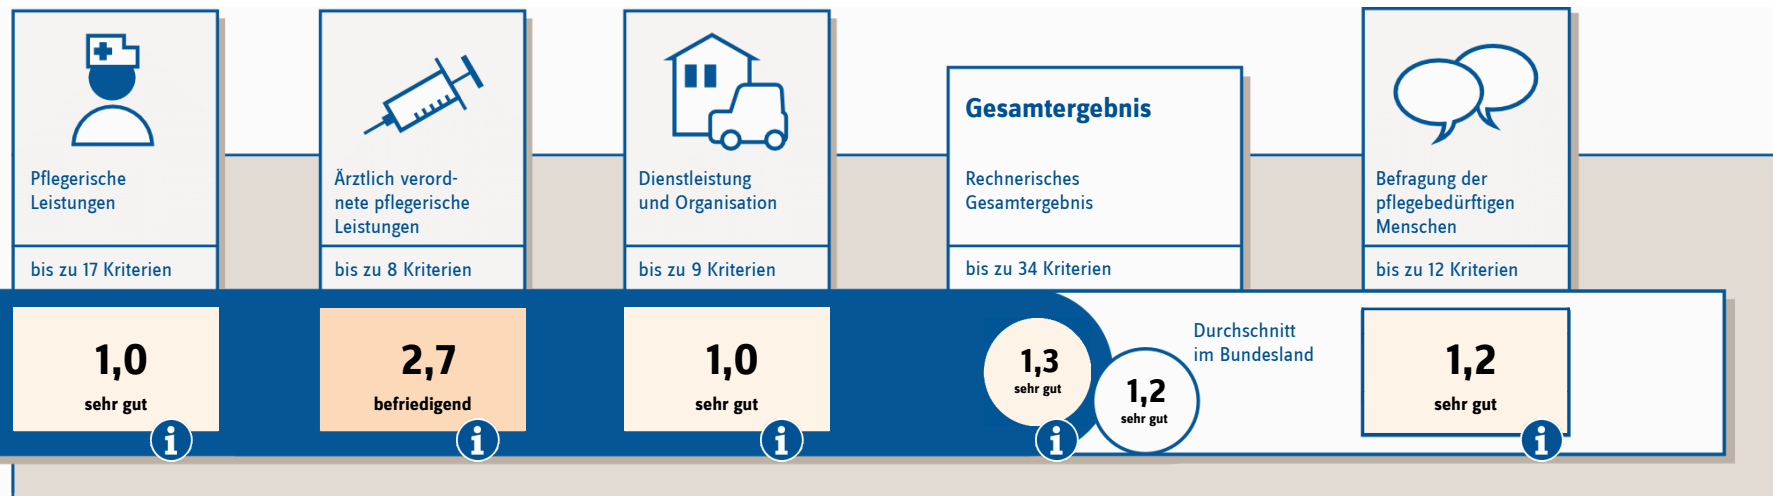 Pflegerische
Leistungen
bis zu 17 Kriterien
1,0
sehr gut
i
Ärztlich verord-
nete pflegerische
Leistungen
bis zu 8 Kriterien
2,7
befriedigend
i
Dienstleistung
und Organisation
bis zu 9 Kriterien
1,0
sehr gut
i
Gesamtergebnis
Rechnerisches
Gesamtergebnis
bis zu 34 Kriterien
1,3
sehr gut
i
1,2
sehr gut
Durchschnitt
im Bundesland
Befragung der
pflegebedürftigen
Menschen
bis zu 12 Kriterien
1,2
sehr gut
i